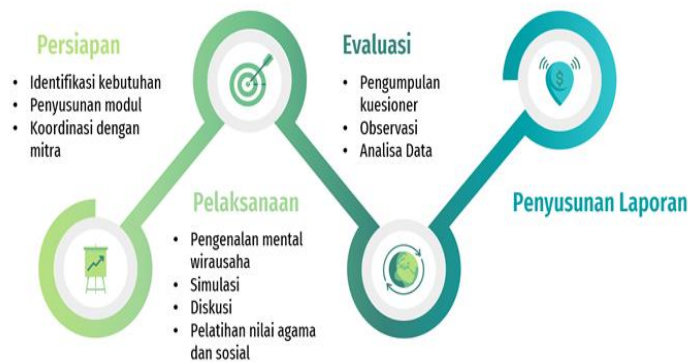 Persiapan
• Identifikasi kebutuhan
• Penyusunan modul
• Koordinasi dengan
mitra
Pelaksanaan
• Pengenalan mental
wirausaha
• Simulasi
• Diskusi
• Pelatihan nilai agama
dan sosial
Evaluasi
• Pengumpulan
kuesioner
• Observasi
• Analisa Data
Penyusunan Laporan
$